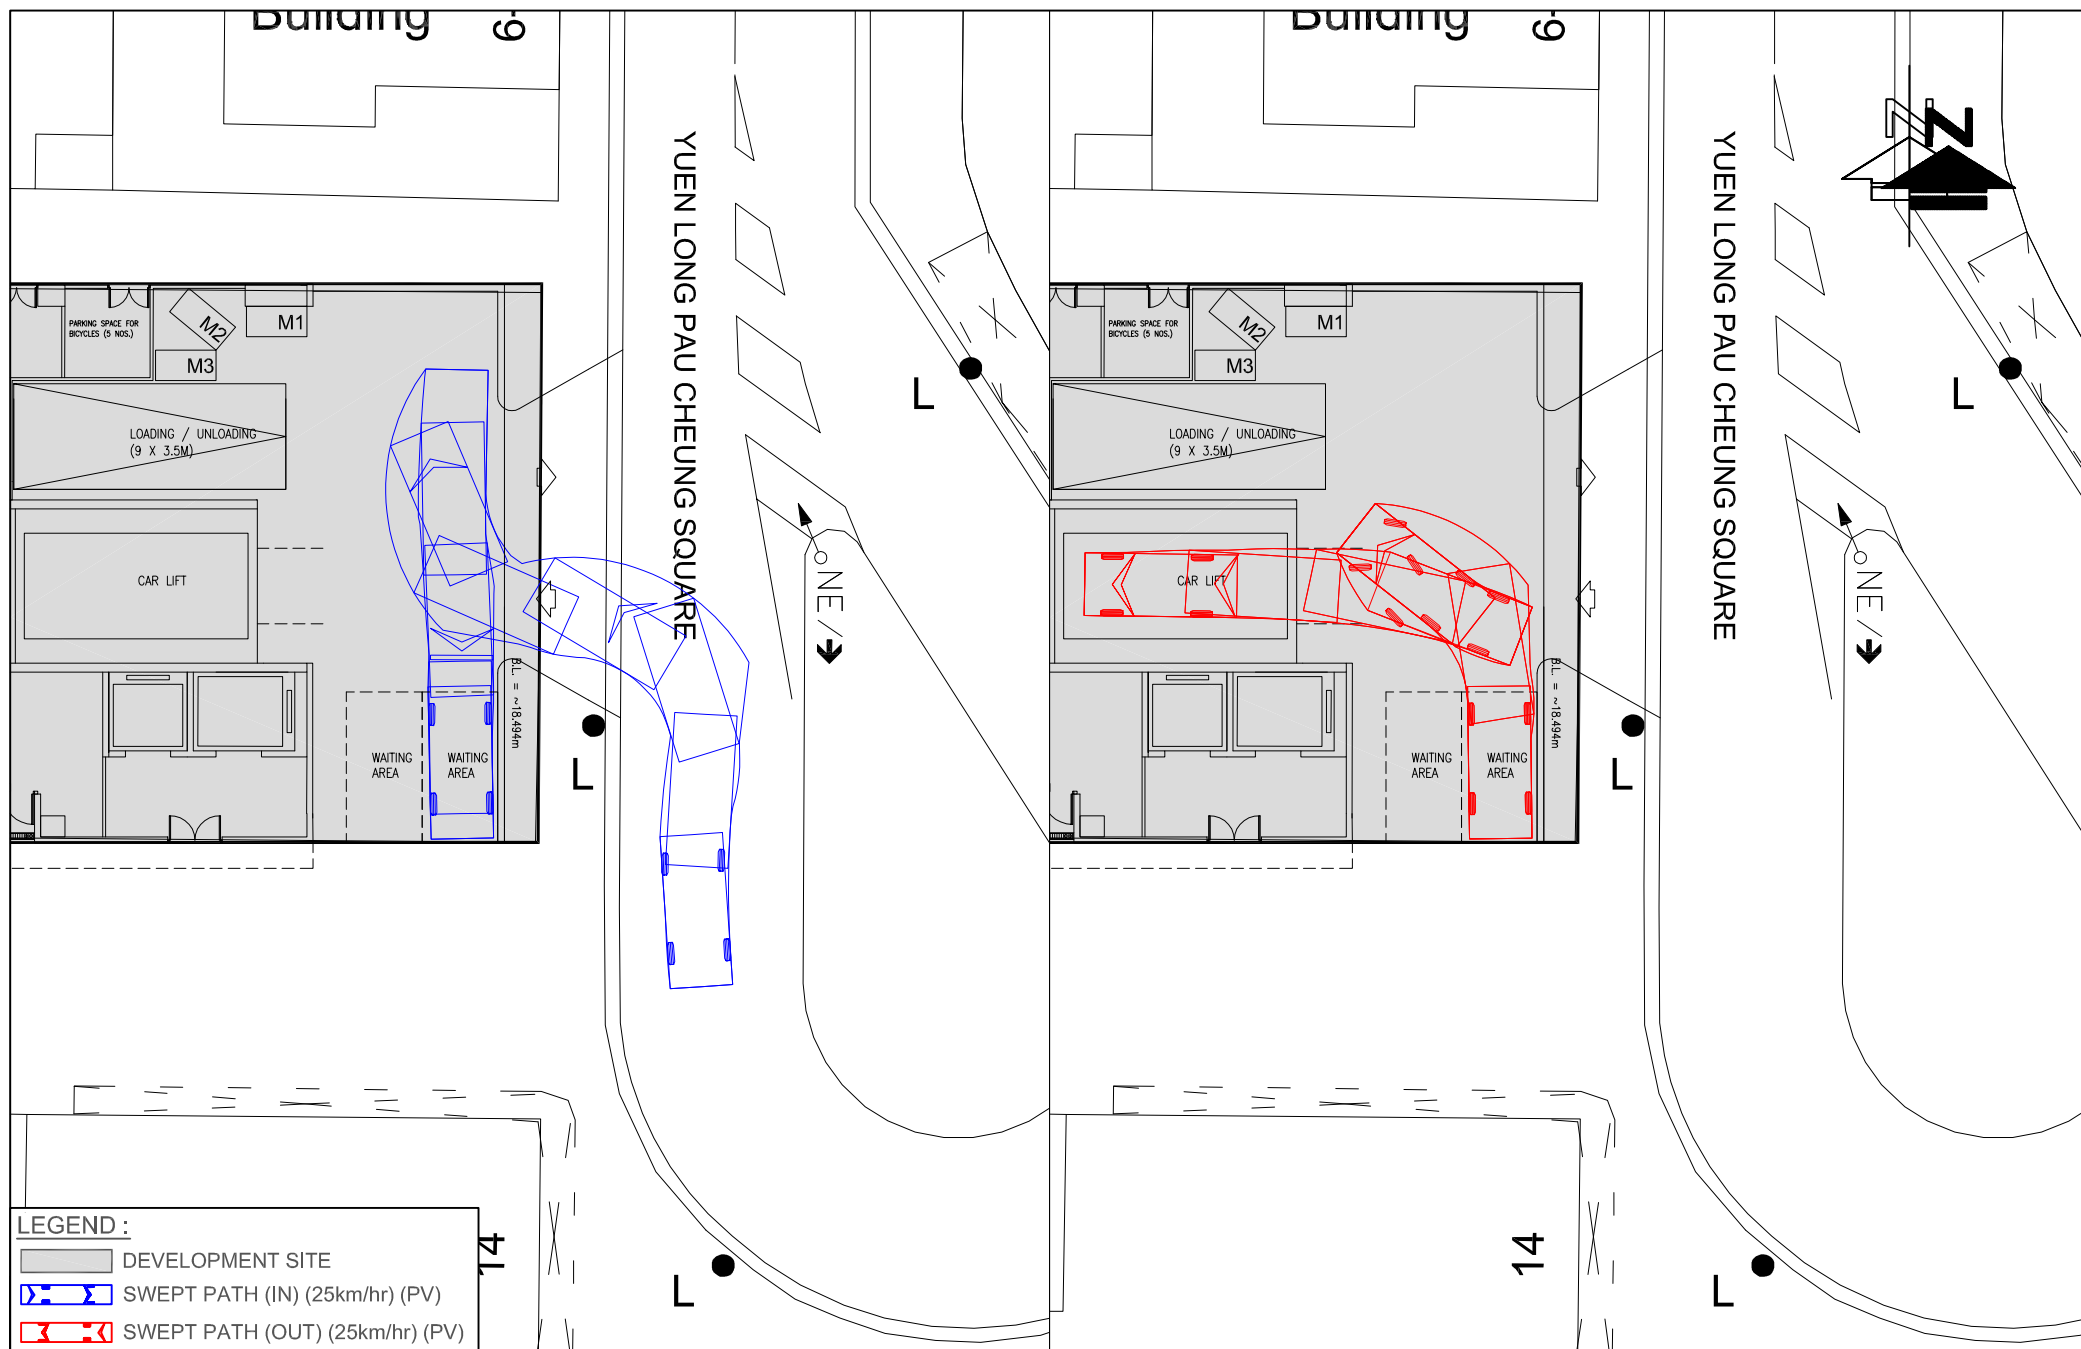 Building
6-
YUEN LONG PAU CHEUNG SQUARE
PARKING SPACE FOR
BICYCLES (5 NOS.)
M2
M1
M3
LOADING / UNLOADING
(9 X 3.5M)
CAR LIFT
WAITING
AREA
WAITING
AREA
B.L. = ~18.494m
L
L
L
NE/
14
Building
6-
N
YUEN LONG PAU CHEUNG SQUARE
PARKING SPACE FOR
BICYCLES (5 NOS.)
M2
M1
M3
LOADING / UNLOADING
(9 X 3.5M)
CAR LIFT
WAITING
AREA
WAITING
AREA
B.L. = ~18.494m
L
L
L
NE/
14
LEGEND :
DEVELOPMENT SITE
SWEPT PATH (IN) (25km/hr) (PV)
SWEPT PATH (OUT) (25km/hr) (PV)